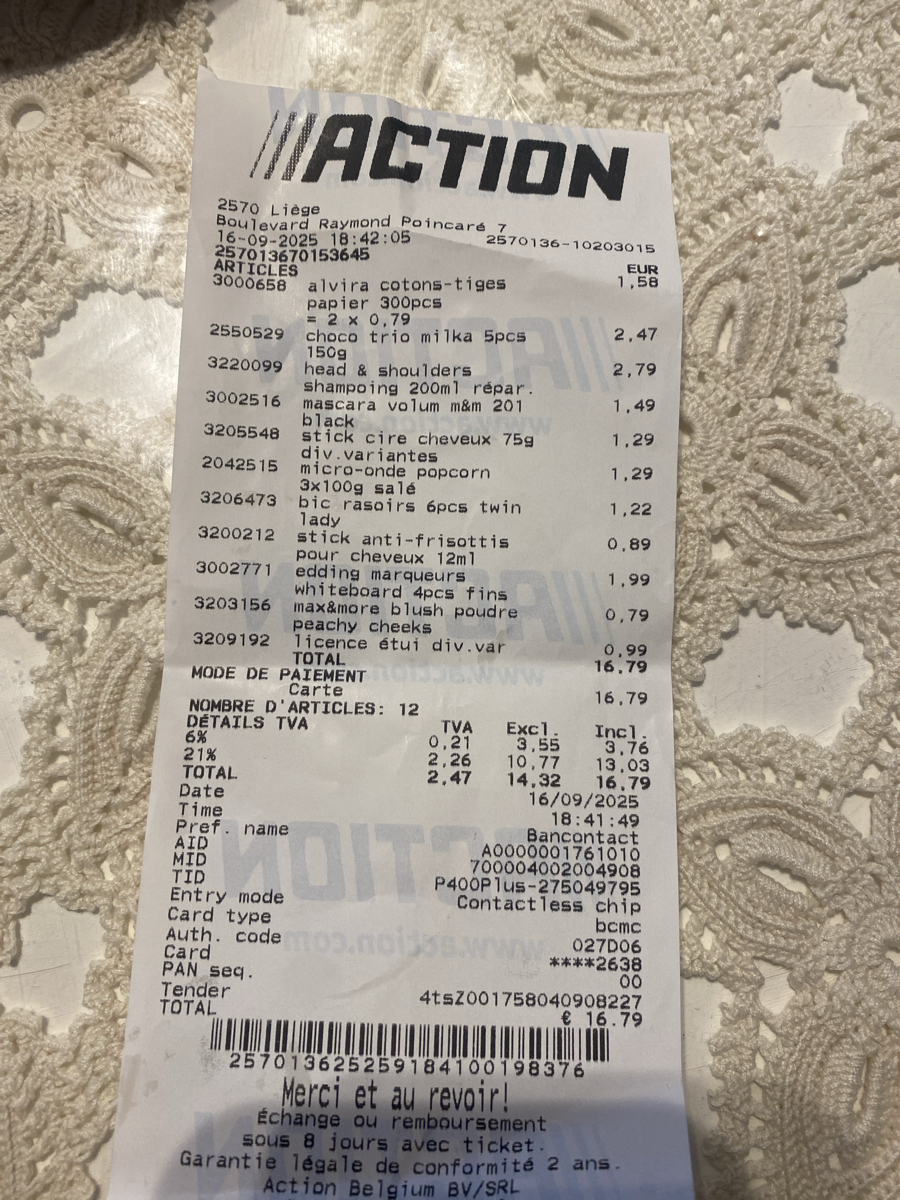 ACTION
2570 Liège
Boulevard Raymond Poincaré 7
16-09-2025 18:42:05 2570136-10203015
257013670153645
ARTICLES EUR
3000658 alvira cotons-tiges 1,58
papier 300pcs
= 2 x 0,79
2550529 choco trio milka 5pcs 2,47
150g
3220099 head & shoulders 2,79
shampoing 200ml répar.
3002516 mascara volum m&m 201 1,49
black
3205548 stick cire cheveux 75g 1,29
div.variantes
2042515 micro-onde popcorn 1,29
3x100g salé
3206473 bic rasoirs 6pcs twin 1,22
lady
3200212 stick anti-frisottis 0,89
pour cheveux 12ml
3002771 edding marqueurs 1,99
whiteboard 4pcs fins
3203156 max&more blush poudre 0,79
peachy cheeks
3209192 licence étui div.var 0,99
TOTAL 16.79
MODE DE PAIEMENT
Carte 16,79
NOMBRE D'ARTICLES: 12
DÉTAILS TVA TVA Excl. Incl.
6% 0,21 3,55 3,76
21% 2,26 10,77 13,03
TOTAL 2,47 14,32 16,79
Date 16/09/2025
Time 18:41:49
Pref. name Bancontact
AID A0000001761010
MID 700004002004908
TID P400Plus-275049795
Entry mode Contactless chip
Card type bcmc
Auth. code 027D06
Card ****2638
PAN seq. 00
Tender 4tsZ001758040908227
TOTAL € 16.79
257013625259184100198376
Merci et au revoir!
Échange ou remboursement
sous 8 jours avec ticket.
Garantie légale de conformité 2 ans.
Action Belgium BV/SRL